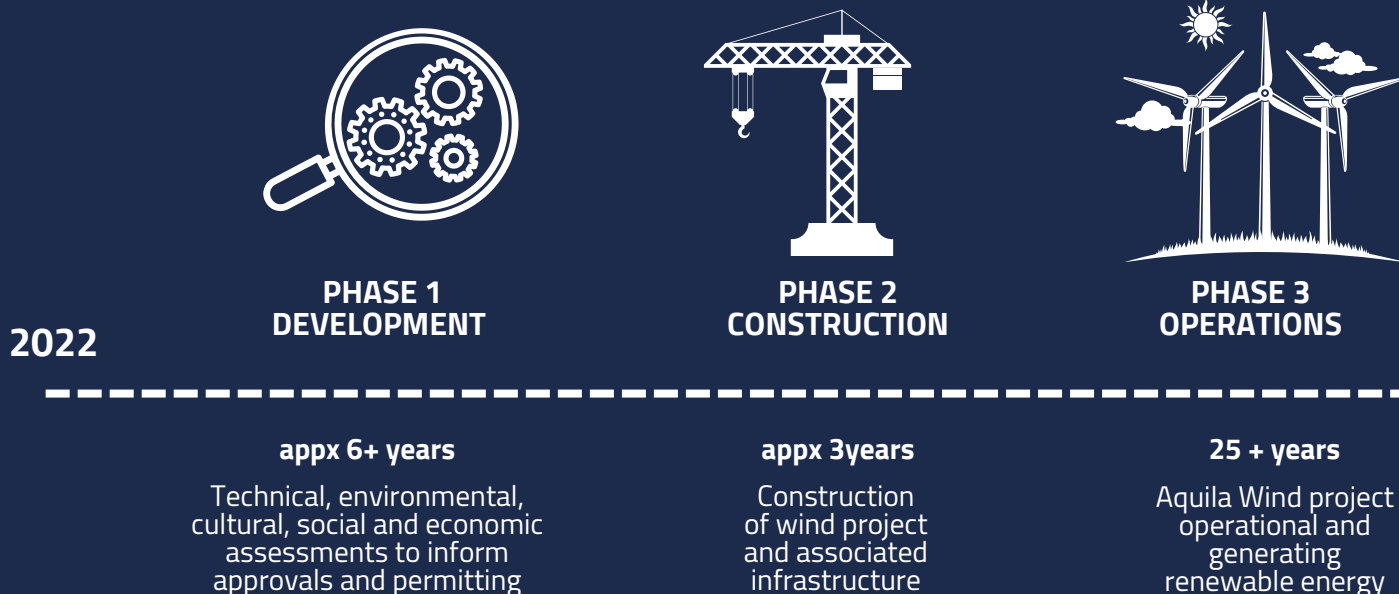 2022
PHASE 1
DEVELOPMENT
appx 6+ years
Technical, environmental,
cultural, social and economic
assessments to inform
approvals and permitting
PHASE 2
CONSTRUCTION
appx 3years
Construction
of wind project
and associated
infrastructure
PHASE 3
OPERATIONS
25 + years
Aquila Wind project
operational and
generating
renewable energy